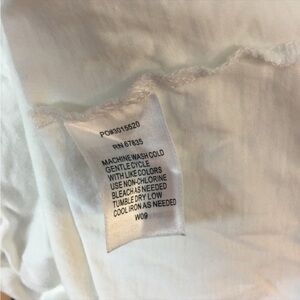 PO#3015520
RN 67835
MACHINE WASH COLD
GENTLE CYCLE
WITH LIKE COLORS
USE NON-CHLORINE
BLEACH AS NEEDED
TUMBLE DRY LOW
COOL IRON AS NEEDED
W09